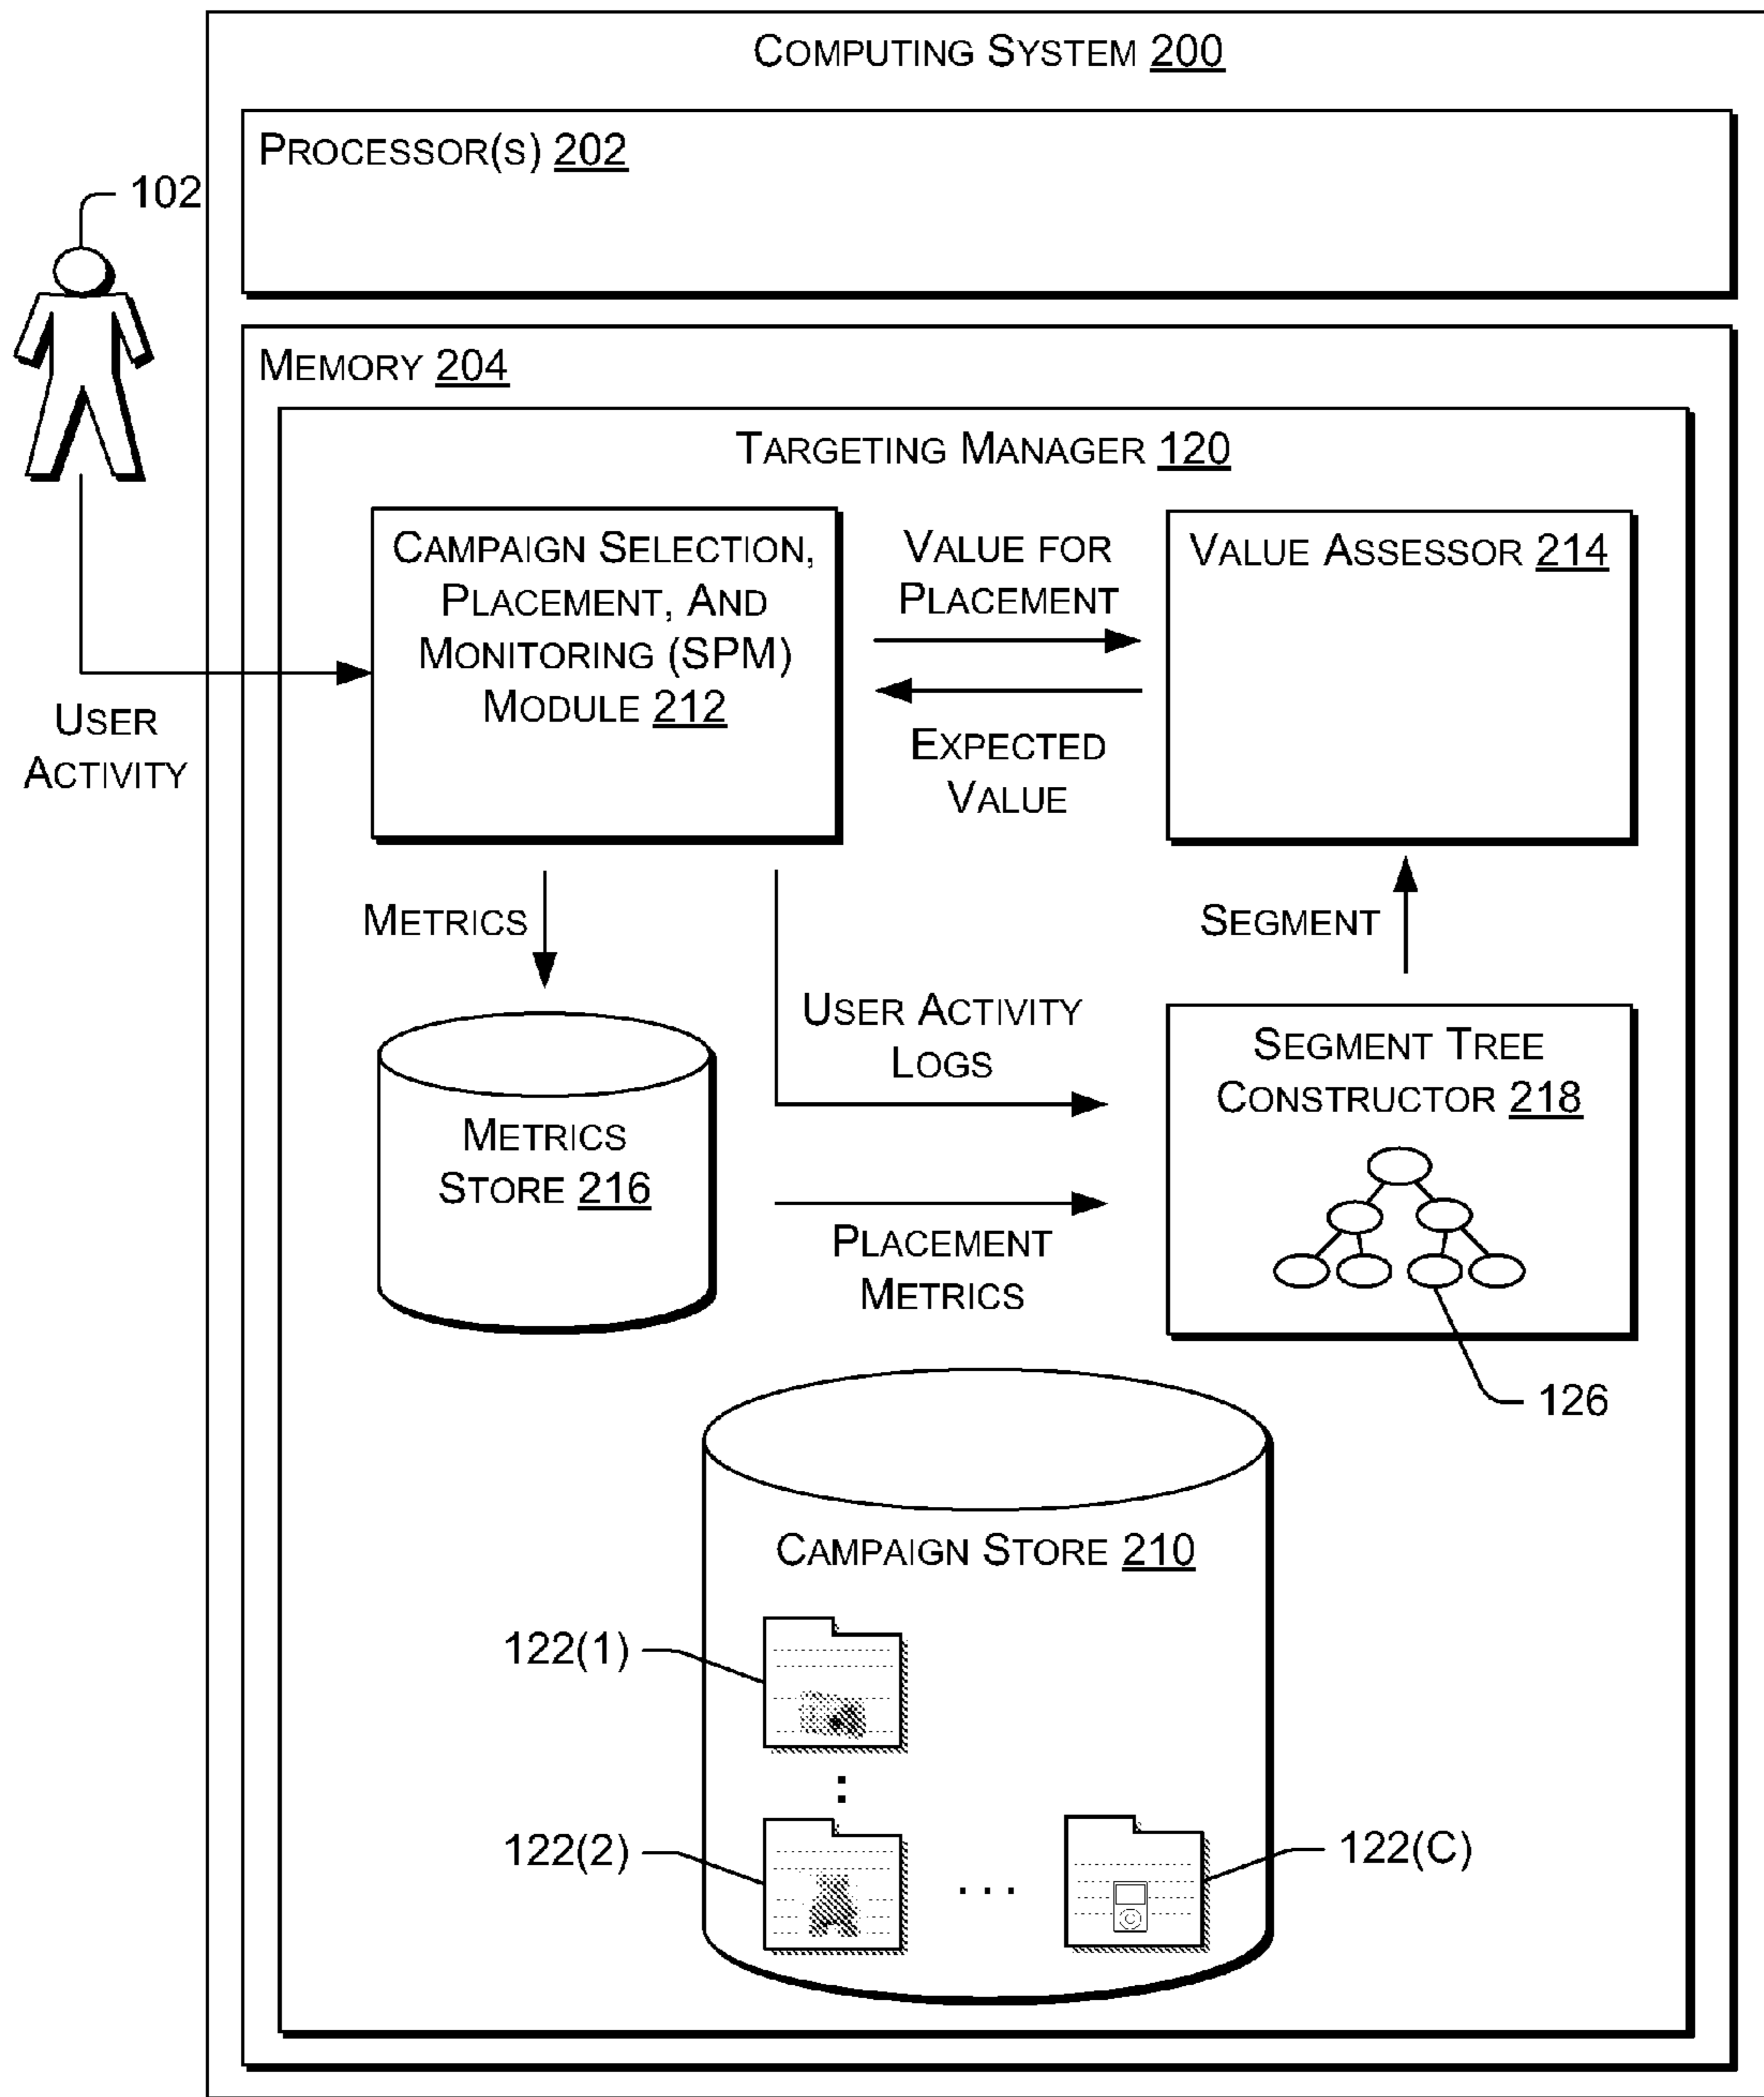 COMPUTING SYSTEM 200
PROCESSOR(S) 202
102
MEMORY 204
TARGETING MANAGER 120
CAMPAIGN SELECTION,
PLACEMENT, AND
MONITORING (SPM)
MODULE 212
VALUE FOR
PLACEMENT
EXPECTED
VALUE
VALUE ASSESSOR 214
USER
ACTIVITY
METRICS
SEGMENT
USER ACTIVITY
LOGS
METRICS
STORE 216
PLACEMENT
METRICS
SEGMENT TREE
CONSTRUCTOR 218
126
CAMPAIGN STORE 210
122(1)
122(2)
. . .
122(C)